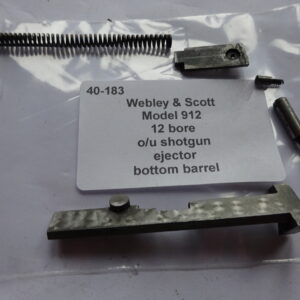 40-183
Webley & Scott
Model 912
12 bore
o/u shotgun
ejector
bottom barrel